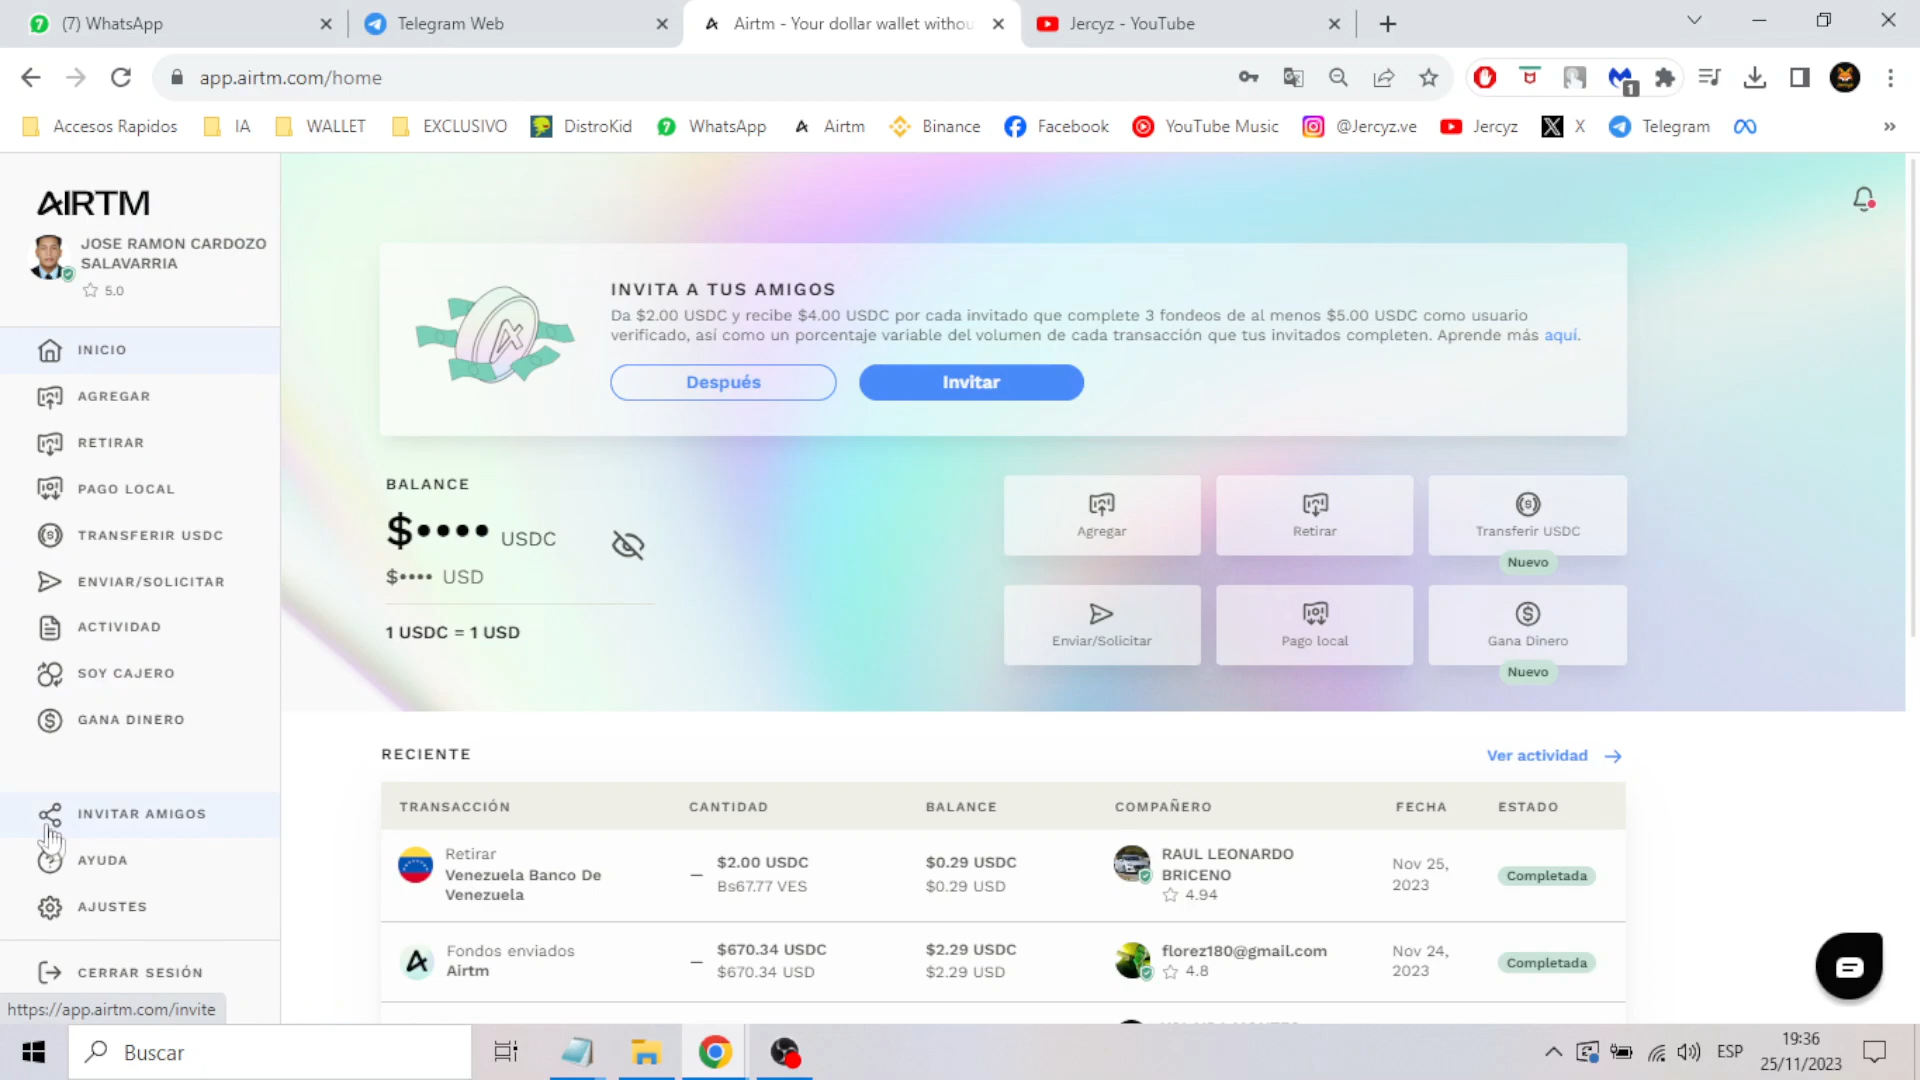 (7) WhatsApp
Telegram Web
Airtm - Your dollar wallet withou
Jercyz - YouTube
app.airtm.com/home
1
Accesos Rapidos
IA
WALLET
EXCLUSIVO
DistroKid
WhatsApp
Airtm
Binance
Facebook
YouTube Music
@Jercyz.ve
Jercyz
X
Telegram
»
AIRTM
JOSE RAMON CARDOZO
SALAVARRIA
5.0
INICIO
AGREGAR
RETIRAR
PAGO LOCAL
TRANSFERIR USDC
ENVIAR/SOLICITAR
ACTIVIDAD
SOY CAJERO
GANA DINERO
INVITAR AMIGOS
AYUDA
AJUSTES
CERRAR SESIÓN
https://app.airtm.com/invite
INVITA A TUS AMIGOS
Da $2.00 USDC y recibe $4.00 USDC por cada invitado que complete 3 fondeos de al menos $5.00 USDC como usuario
verificado, así como un porcentaje variable del volumen de cada transacción que tus invitados completen. Aprende más aquí.
Después
Invitar
BALANCE
$•••• USDC
$•••• USD
1 USDC = 1 USD
Agregar
Retirar
Transferir USDC
Nuevo
Enviar/Solicitar
Pago local
Gana Dinero
Nuevo
RECIENTE
Ver actividad
TRANSACCIÓN
CANTIDAD
BALANCE
COMPAÑERO
FECHA
ESTADO
Retirar
Venezuela Banco De
Venezuela
— $2.00 USDC
Bs67.77 VES
$0.29 USDC
$0.29 USD
RAUL LEONARDO
BRICENO
4.94
Nov 25,
2023
Completada
Fondos enviados
Airtm
— $670.34 USDC
$670.34 USD
$2.29 USDC
$2.29 USD
florez180@gmail.com
4.8
Nov 24,
2023
Completada
Buscar
ESP
19:36
25/11/2023